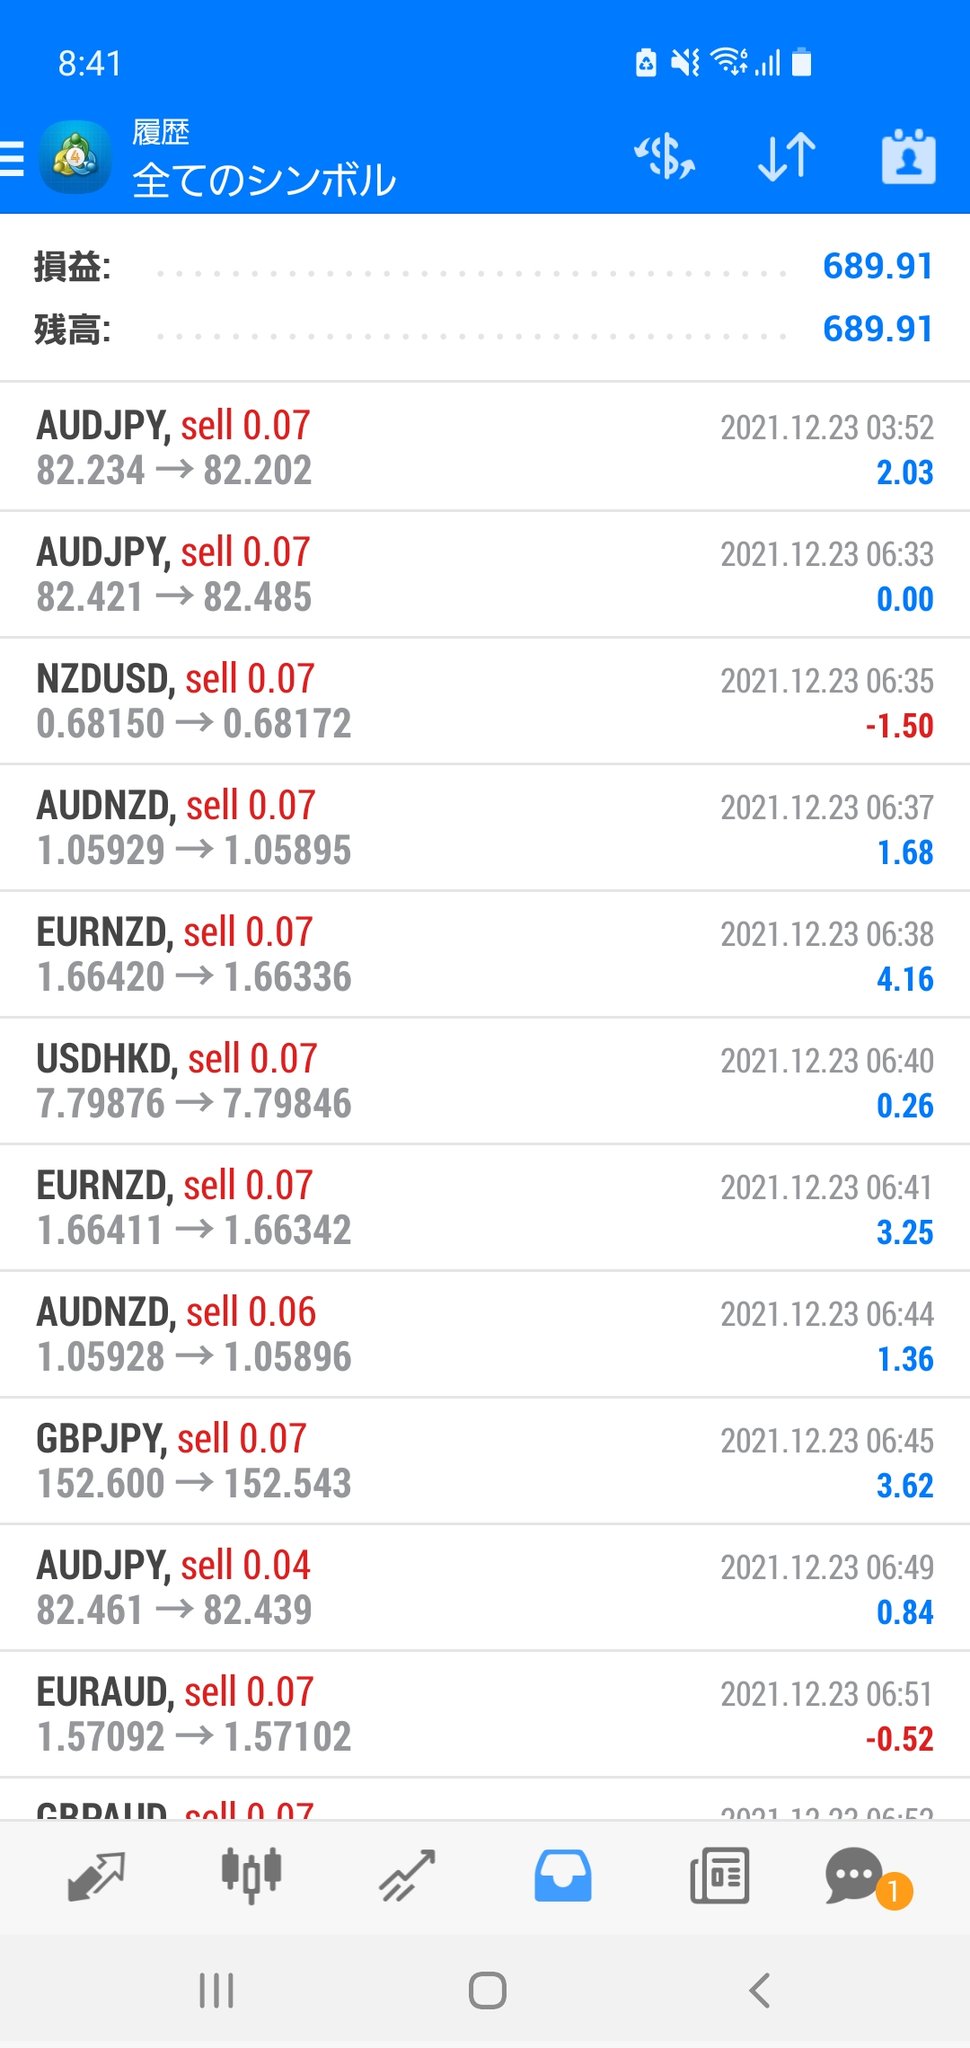 8:41
履歴
全てのシンボル
損益: 689.91
残高: 689.91
AUDJPY, sell 0.07 2021.12.23 03:52
82.234 → 82.202 2.03
AUDJPY, sell 0.07 2021.12.23 06:33
82.421 → 82.485 0.00
NZDUSD, sell 0.07 2021.12.23 06:35
0.68150 → 0.68172 -1.50
AUDNZD, sell 0.07 2021.12.23 06:37
1.05929 → 1.05895 1.68
EURNZD, sell 0.07 2021.12.23 06:38
1.66420 → 1.66336 4.16
USDHKD, sell 0.07 2021.12.23 06:40
7.79876 → 7.79846 0.26
EURNZD, sell 0.07 2021.12.23 06:41
1.66411 → 1.66342 3.25
AUDNZD, sell 0.06 2021.12.23 06:44
1.05928 → 1.05896 1.36
GBPJPY, sell 0.07 2021.12.23 06:45
152.600 → 152.543 3.62
AUDJPY, sell 0.04 2021.12.23 06:49
82.461 → 82.439 0.84
EURAUD, sell 0.07 2021.12.23 06:51
1.57092 → 1.57102 -0.52
GBPAUD, sell 0.07
1